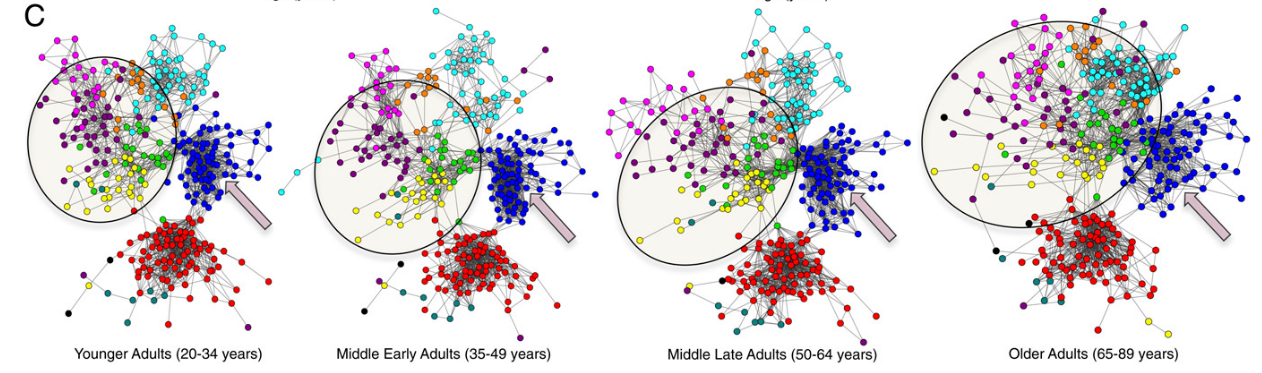 C
Younger Adults (20-34 years)
Middle Early Adults (35-49 years)
Middle Late Adults (50-64 years)
Older Adults (65-89 years)